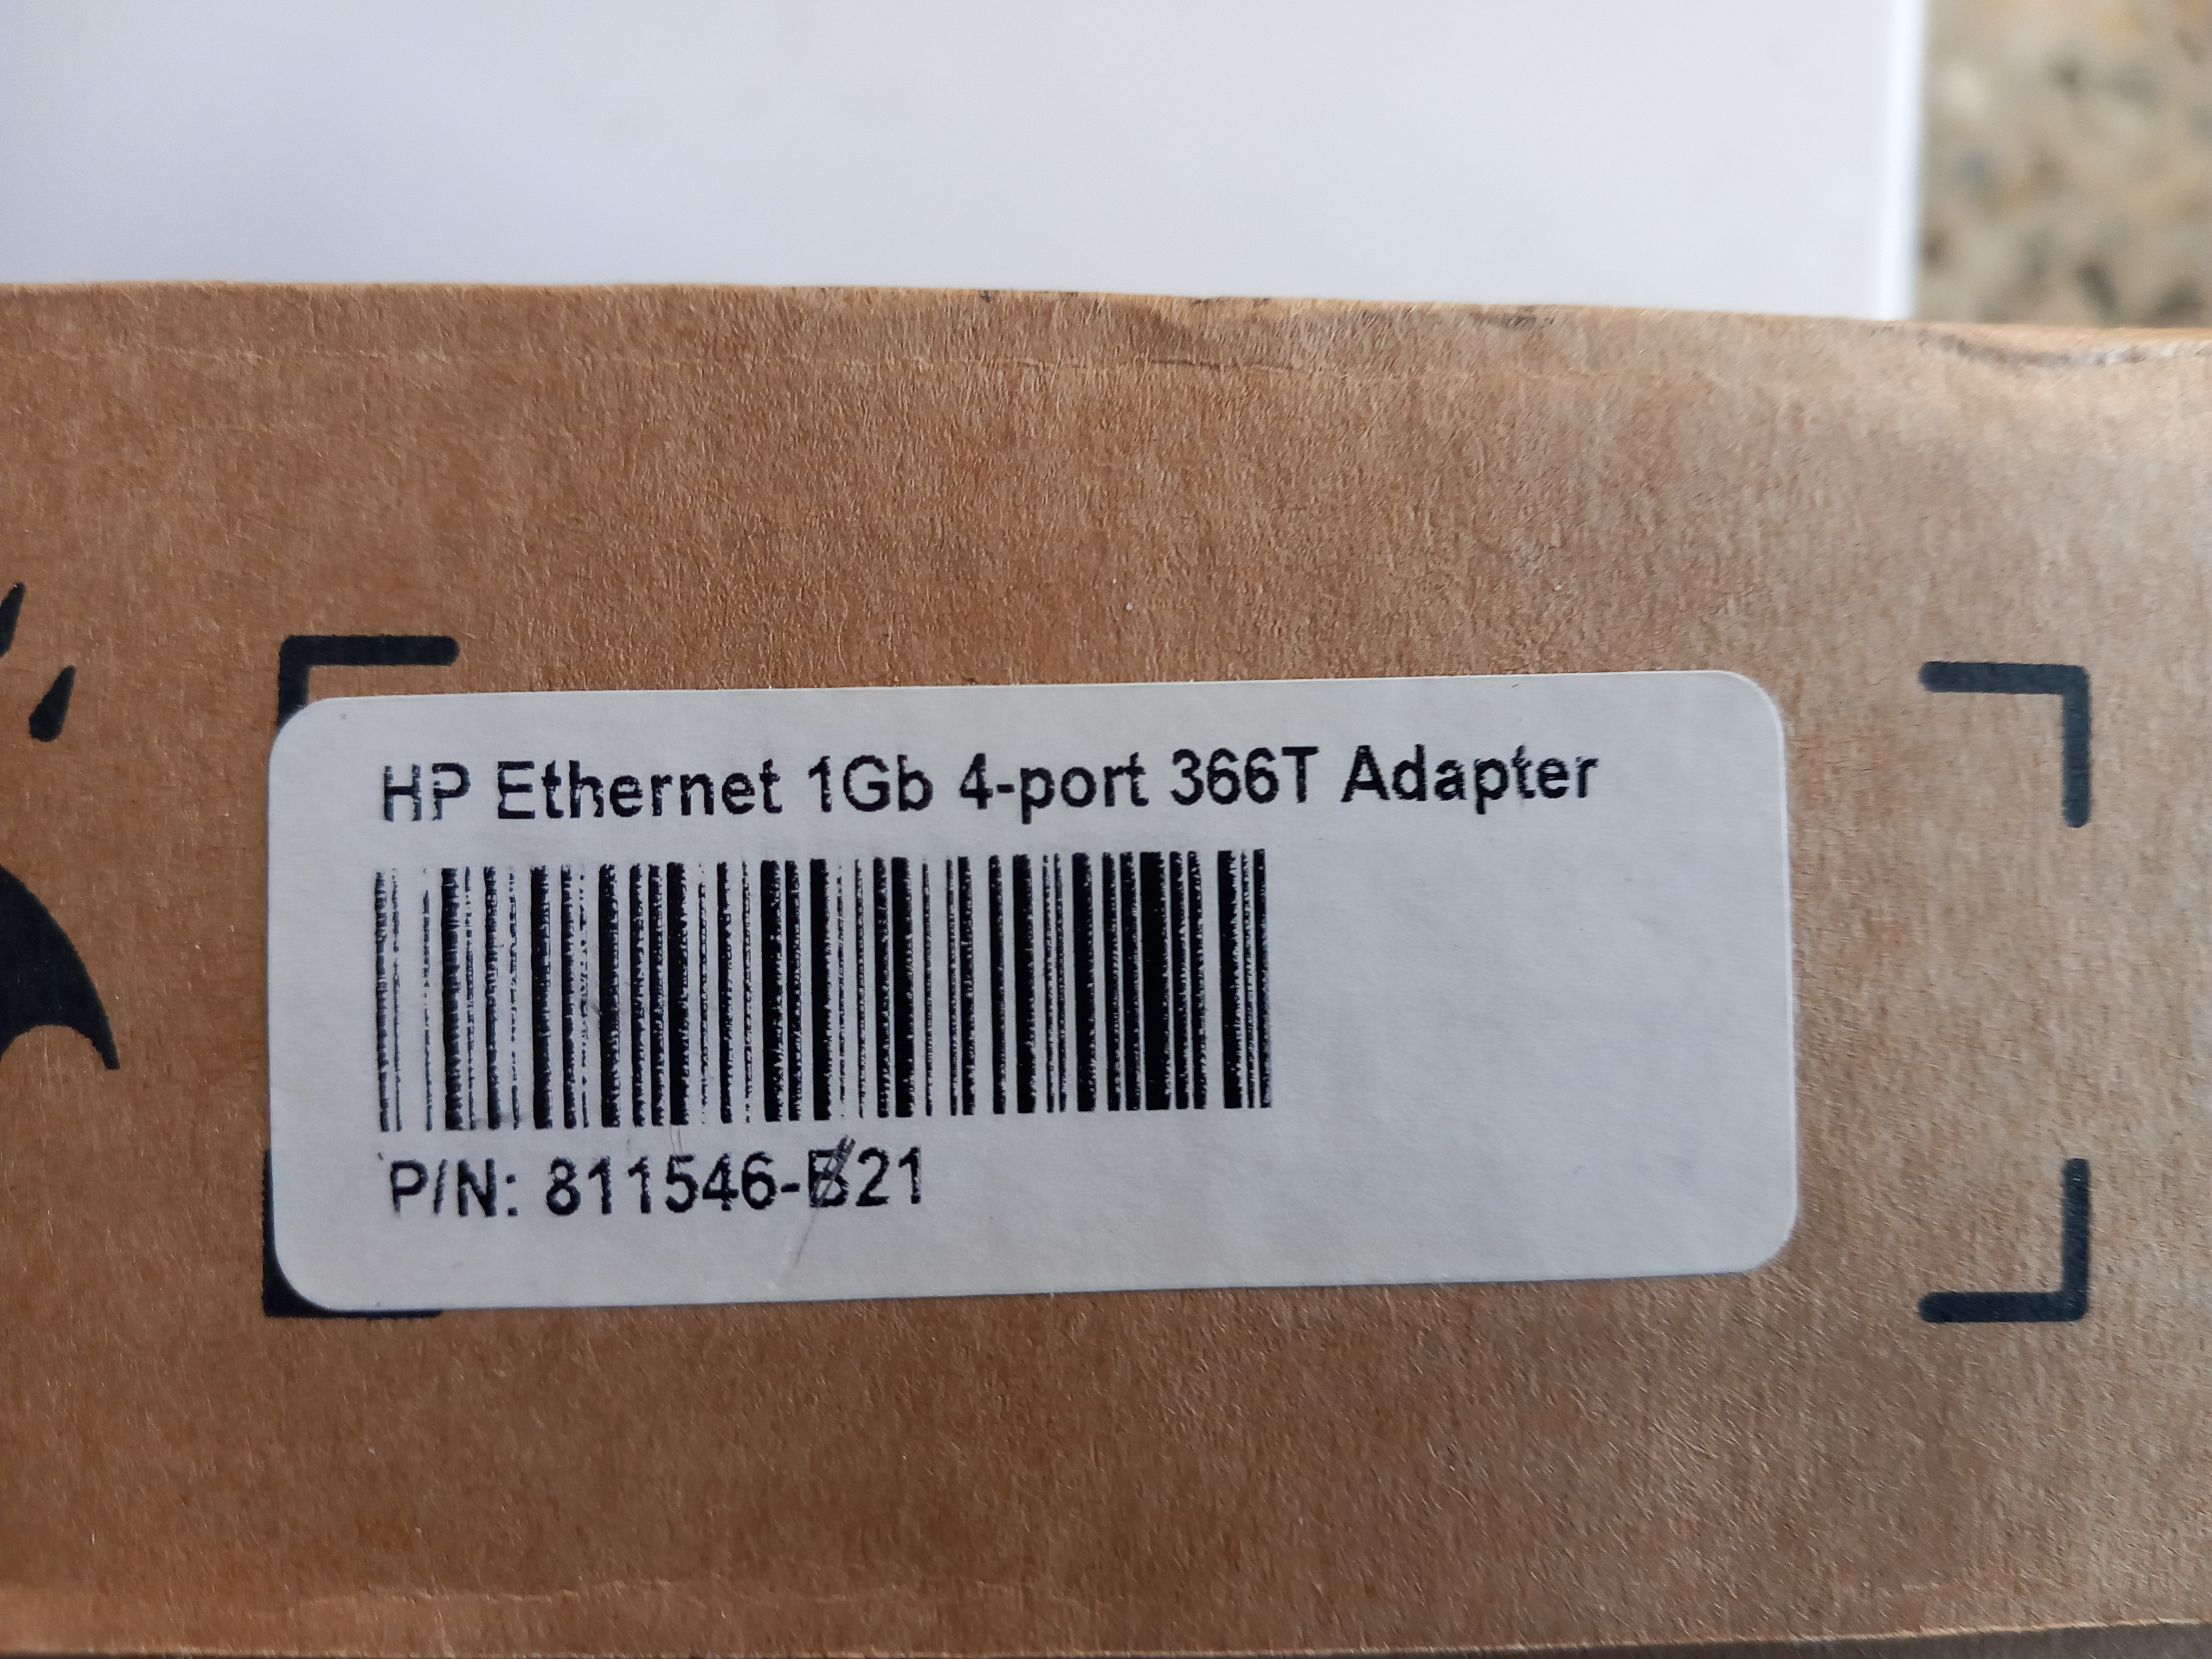 HP Ethernet 1Gb 4-port 366T Adapter
P/N: 811546-B21